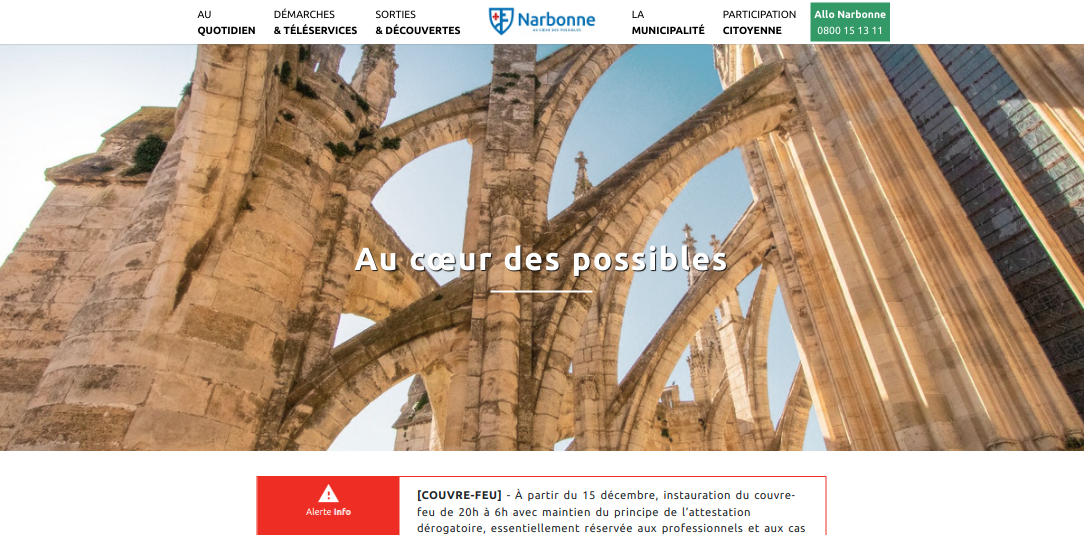 AU
QUOTIDIEN
DÉMARCHES
& TÉLÉSERVICES
SORTIES
& DÉCOUVERTES
Narbonne
AU CŒUR DES POSSIBLES
LA
MUNICIPALITÉ
PARTICIPATION
CITOYENNE
Allo Narbonne
0800 15 13 11
Au cœur des possibles
Alerte Info
[COUVRE-FEU] - À partir du 15 décembre, instauration du couvre-
feu de 20h à 6h avec maintien du principe de l'attestation
dérogatoire, essentiellement réservée aux professionnels et aux cas